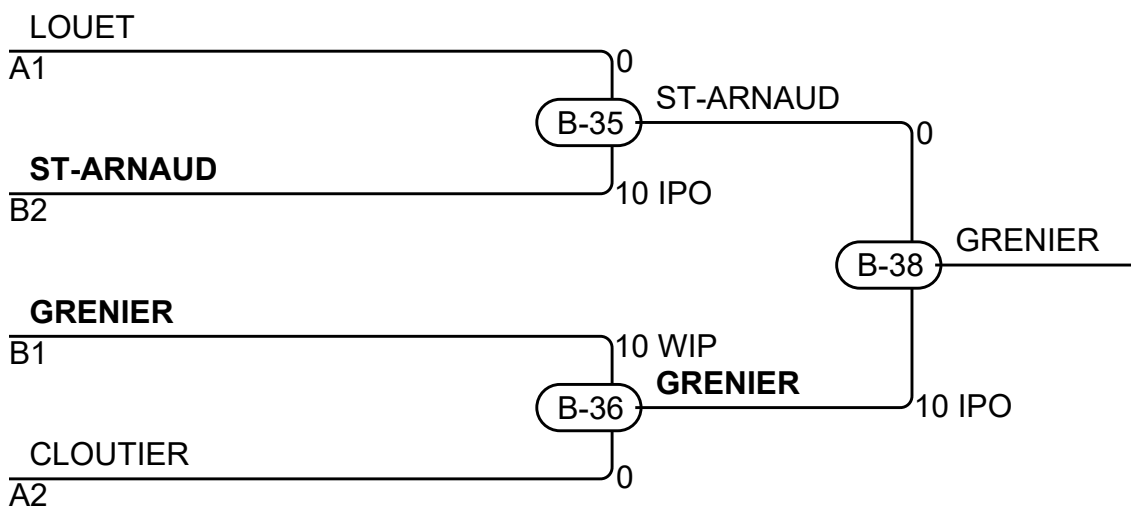 LOUET
A1
0
B-35
ST-ARNAUD
0
ST-ARNAUD
B2
10 IPO
B-38
GRENIER
GRENIER
B1
10 WIP
GRENIER
B-36
10 IPO
CLOUTIER
A2
0